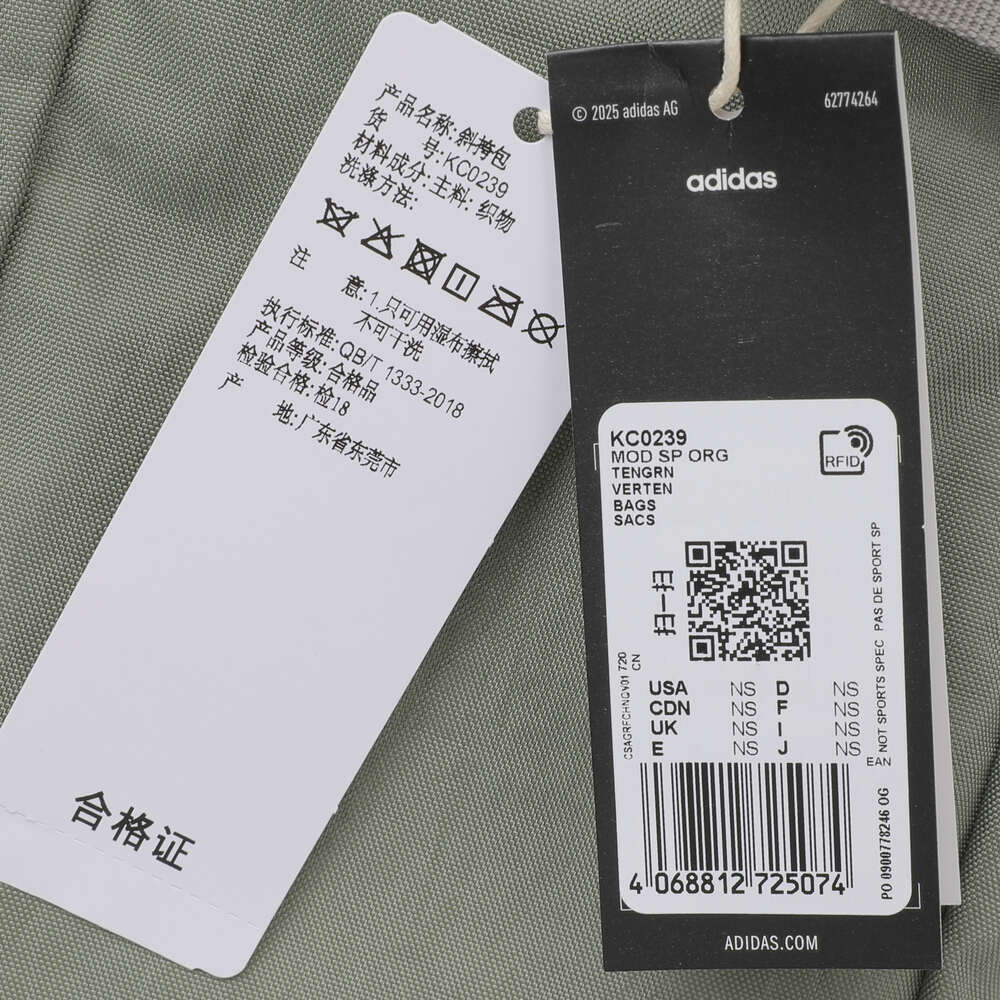 产品名称:斜挎包
货 号:KC0239
材料成分:主料: 织物
洗涤方法:
注 意:1.只可用湿布擦拭
不可干洗
执行标准:QB/T 1333-2018
产品等级:合格品
检验合格:检18
产 地:广东省东莞市
合格证
© 2025 adidas AG
62774264
adidas
KC0239
MOD SP ORG
TENGRN
VERTEN
BAGS
SACS
RFID
CSAGRFCHNQV01 720
CN
USA NS D NS
CDN NS F NS
UK NS I NS
E NS J NS
NOT SPORTS SPEC PAS DE SPORT SP
EAN
4 068812 725074
PO 0900778246 OG
ADIDAS.COM